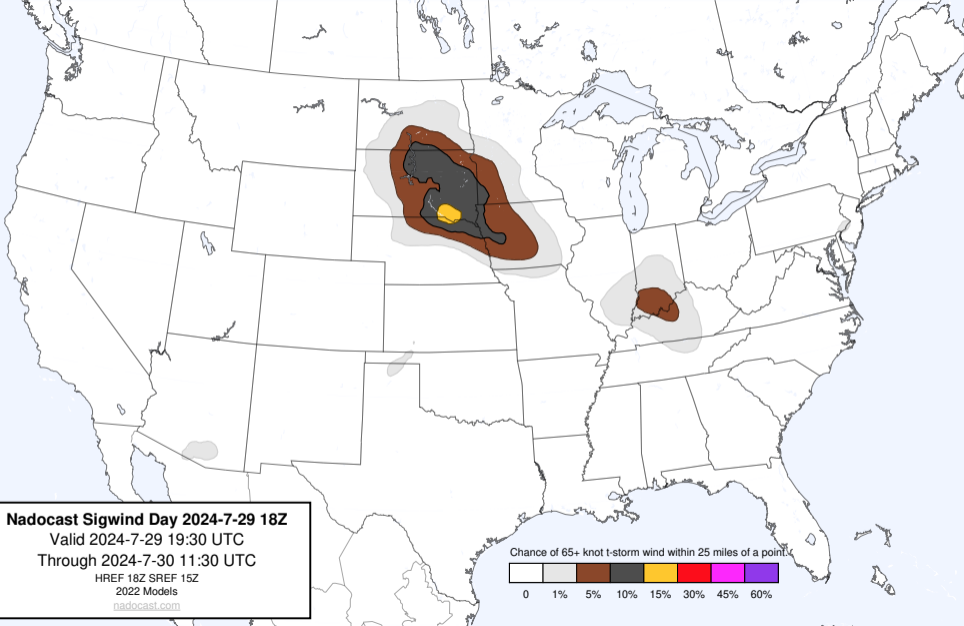 Nadocast Sigwind Day 2024-7-29 18Z
Valid 2024-7-29 19:30 UTC
Through 2024-7-30 11:30 UTC
HREF 18Z SREF 15Z
2022 Models
nadocast.com
Chance of 65+ knot t-storm wind within 25 miles of a point.
0 1% 5% 10% 15% 30% 45% 60%